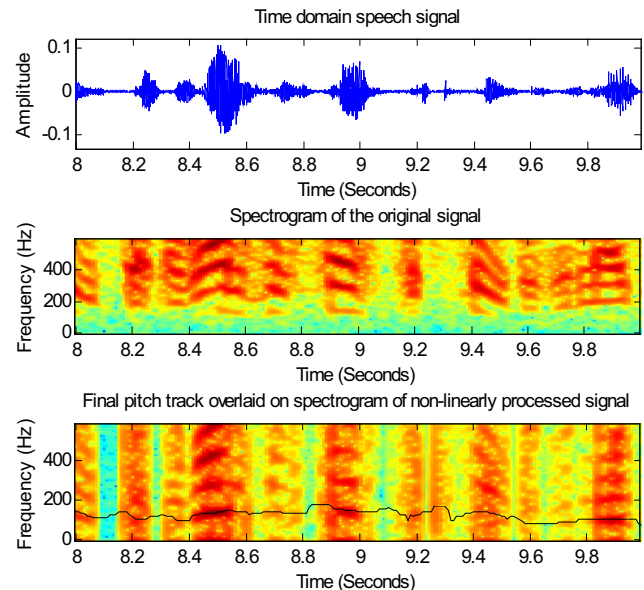 Time domain speech signal
Amplitude
0.1
0
-0.1
8 8.2 8.4 8.6 8.8 9 9.2 9.4 9.6 9.8
Time (Seconds)
Spectrogram of the original signal
Frequency (Hz)
400
200
0
8 8.2 8.4 8.6 8.8 9 9.2 9.4 9.6 9.8
Time (Seconds)
Final pitch track overlaid on spectrogram of non-linearly processed signal
Frequency (Hz)
400
200
0
8 8.2 8.4 8.6 8.8 9 9.2 9.4 9.6 9.8
Time (Seconds)